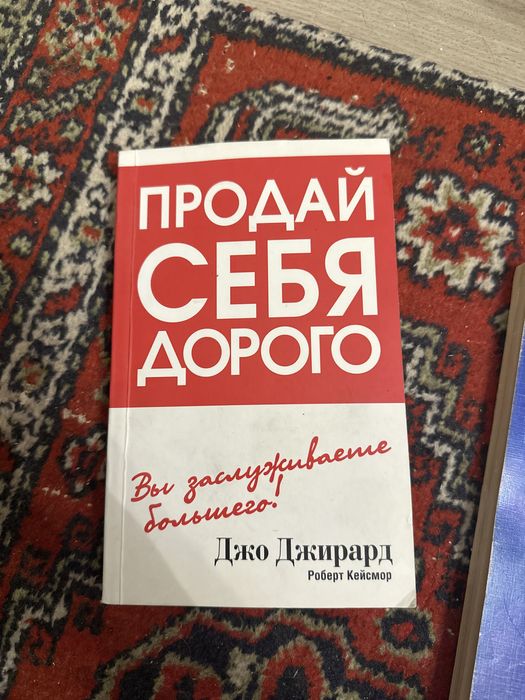 ПРОДАЙ
СЕБЯ
ДОРОГО
Вы заслуживаете
большего!
Джо Джирард
Роберт Кейсмор